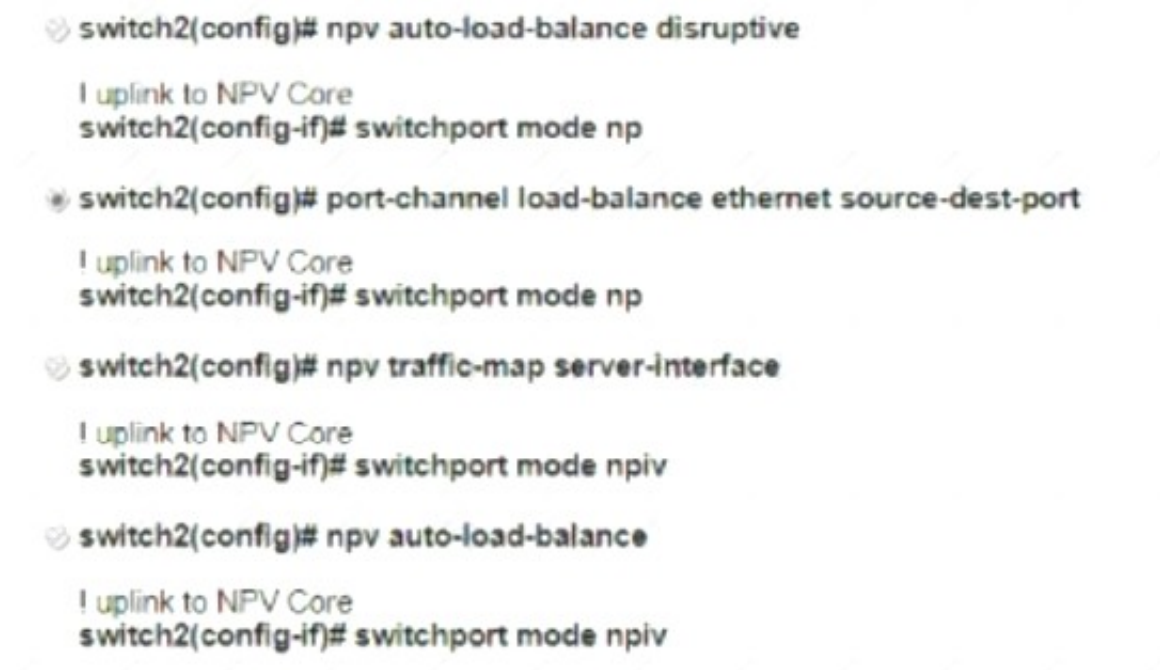 switch2(config)# npv auto-load-balance disruptive
! uplink to NPV Core
switch2(config-if)# switchport mode np
switch2(config)# port-channel load-balance ethernet source-dest-port
! uplink to NPV Core
switch2(config-if)# switchport mode np
switch2(config)# npv traffic-map server-interface
! uplink to NPV Core
switch2(config-if)# switchport mode npiv
switch2(config)# npv auto-load-balance
! uplink to NPV Core
switch2(config-if)# switchport mode npiv